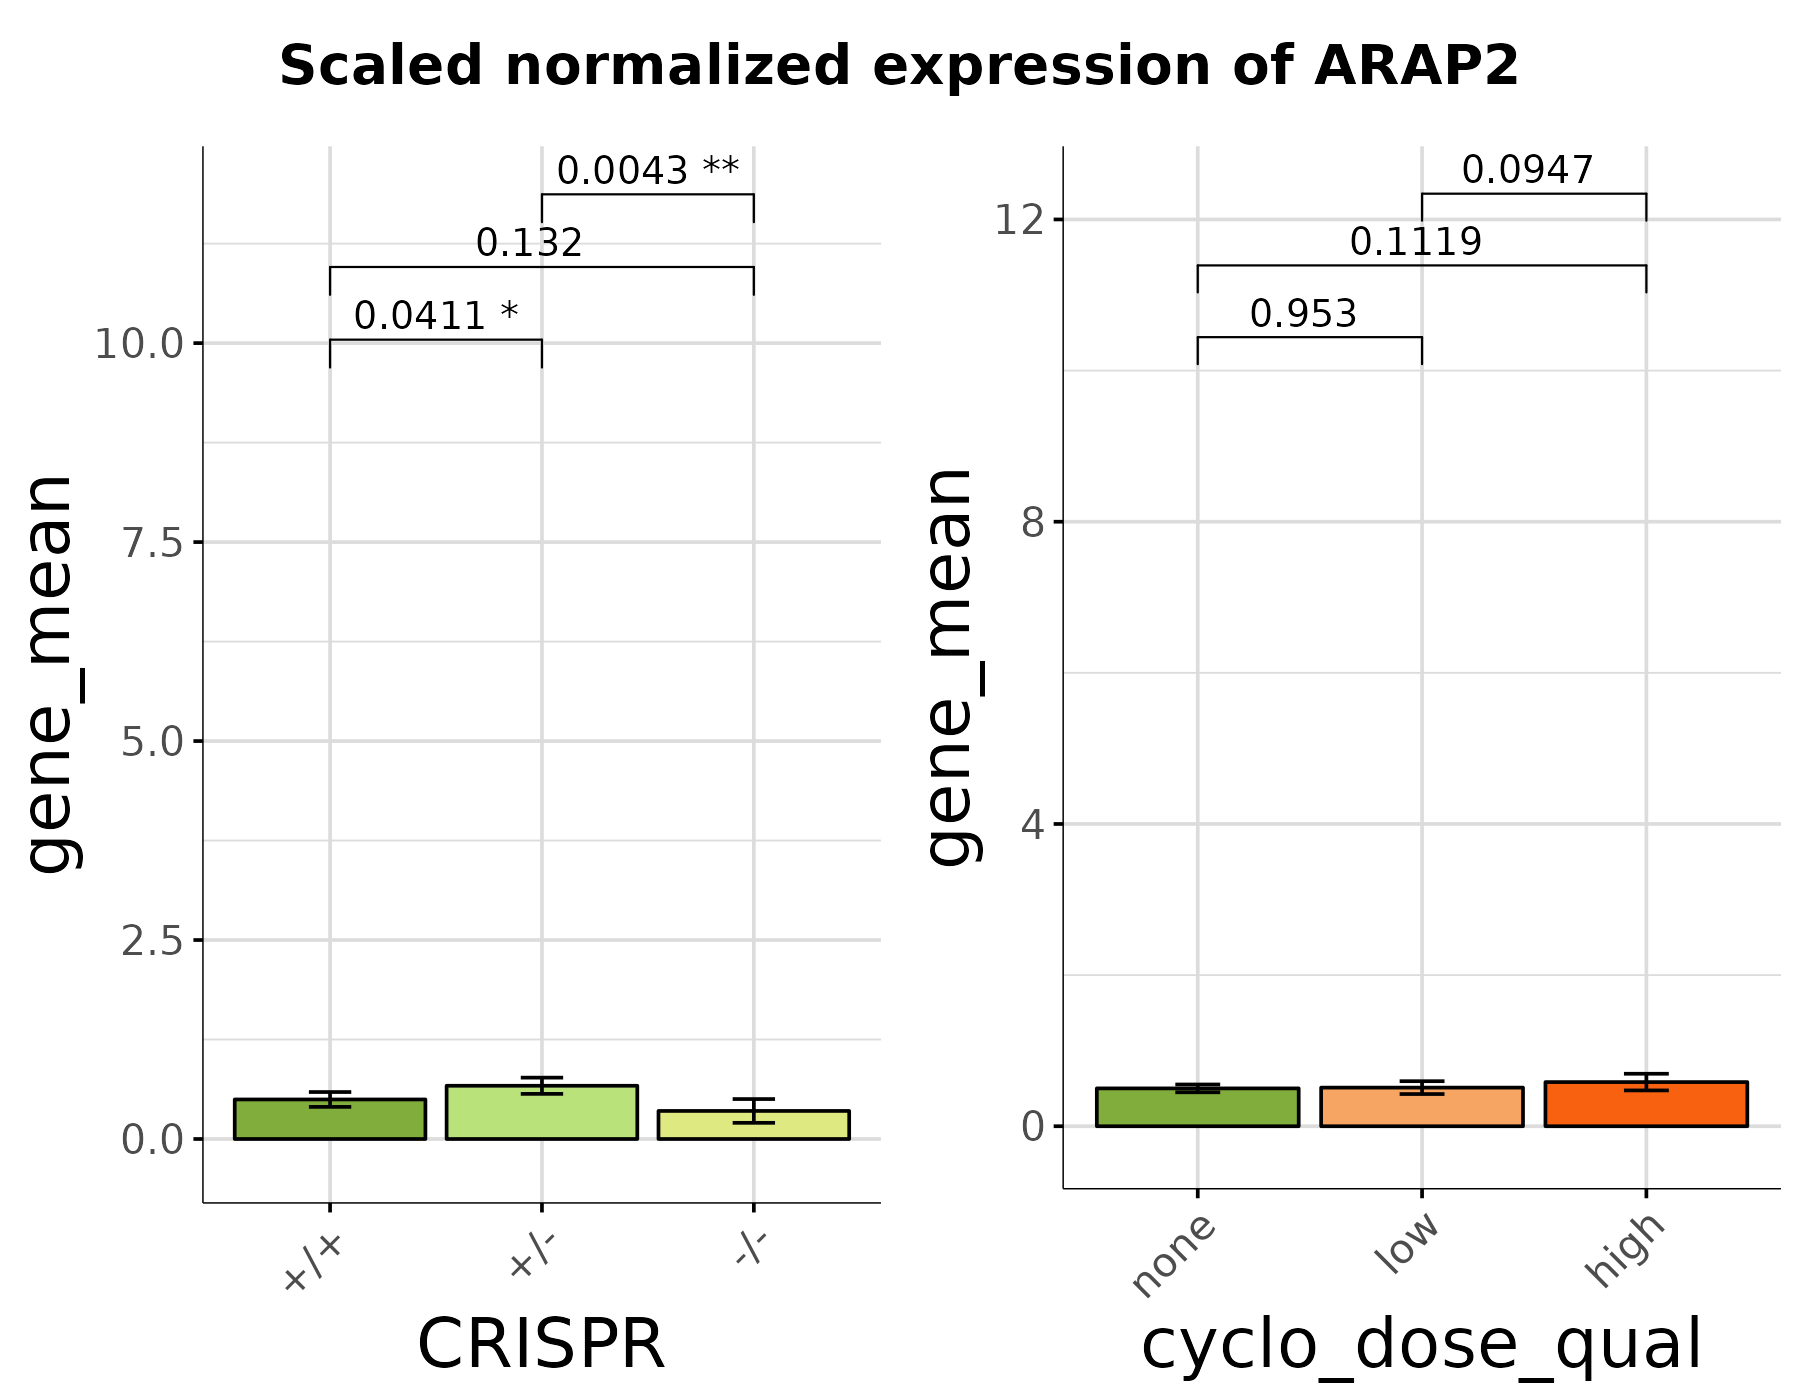 Scaled normalized expression of ARAP2
gene_mean
10.0
7.5
5.0
2.5
0.0
0.0043 **
0.132
0.0411 *
+/+
+/-
-/-
CRISPR
gene_mean
12
8
4
0
0.0947
0.1119
0.953
none
low
high
cyclo_dose_qual